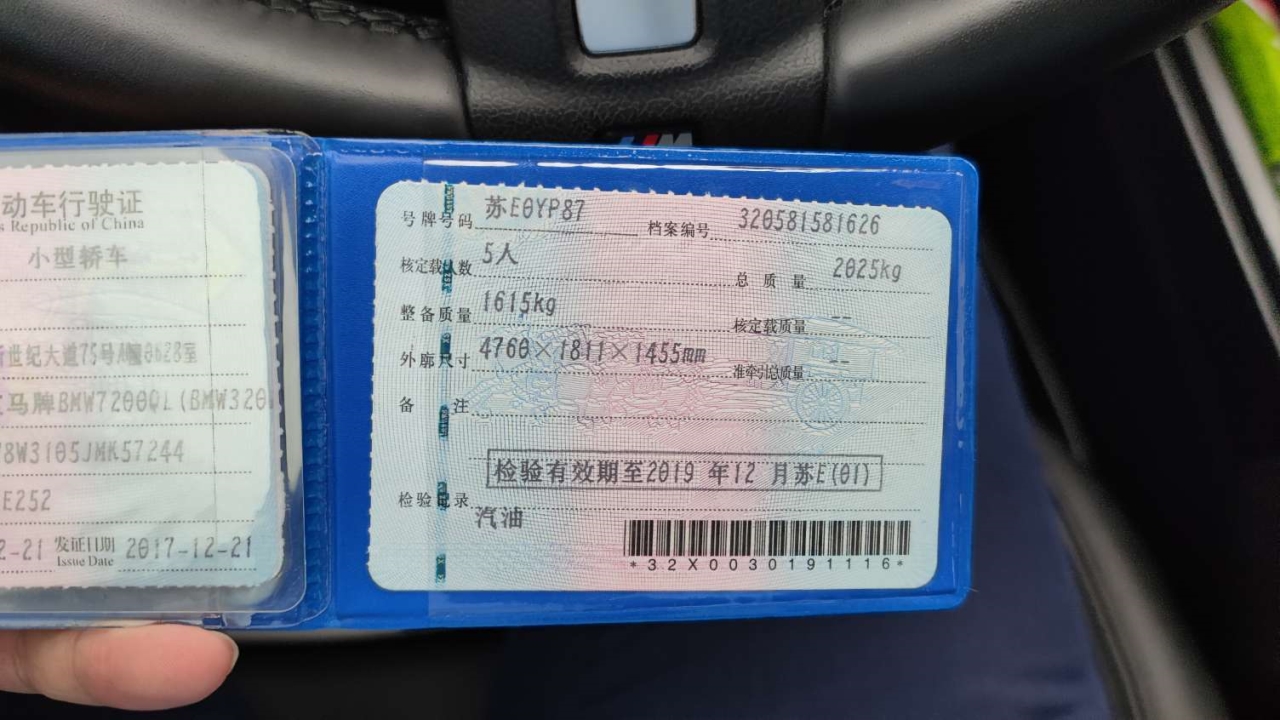 动车行驶证
s Republic of China
小型轿车
世纪大道75号
马牌BMW7200QL(BMW320
8W3105JMK57244
E252
2-21 发证日期 Issue Date 2017-12-21
号牌号码 苏E0YP87 档案编号 320581581626
核定载人数 5人 总质量 2025kg
整备质量 1615kg 核定载质量 --
外廓尺寸 4760×1811×1455mm 准牵引总质量 --
备注
检验有效期至2019 年12 月苏E(01)
检验记录
汽油
*32X0030191116*